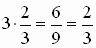 3 · 2/3 = 6/9 = 2/3